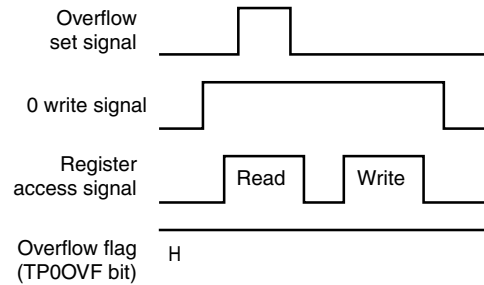 Overflow
set signal
0 write signal
Register
access signal
Read
Write
Overflow flag
(TP0OVF bit)
H